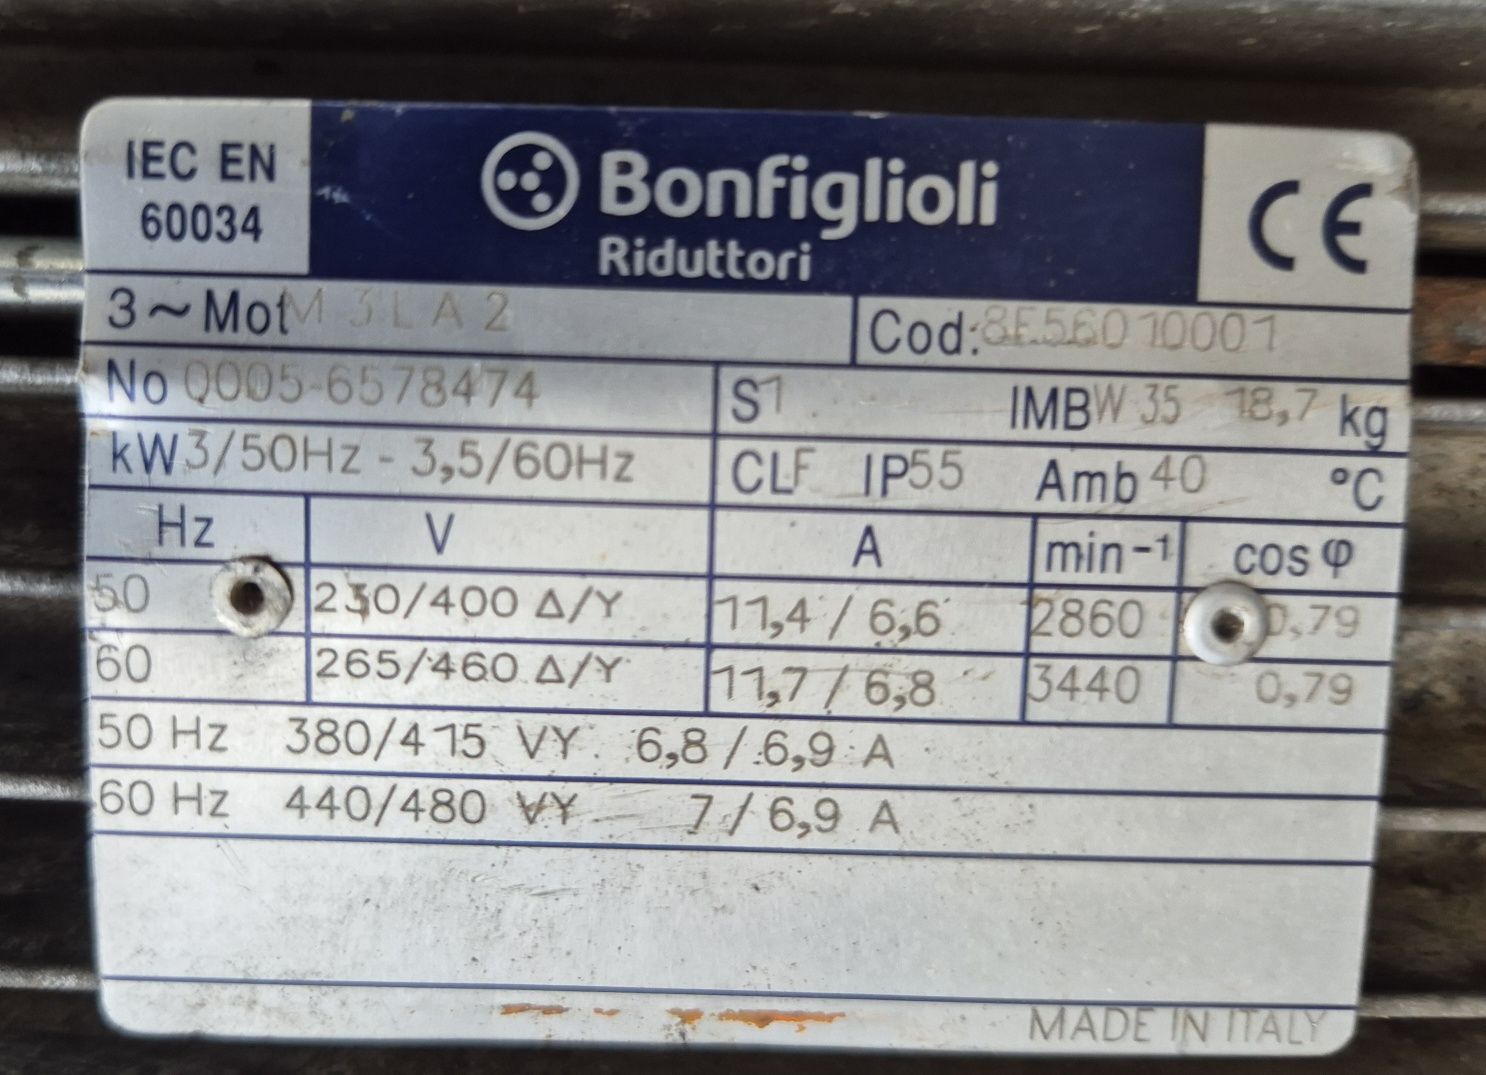 IEC EN
60034
Bonfiglioli
Riduttori
CE
3~Mot M 3LA 2 Cod: 8E56010001
No 0005-6578474 S1 IMB W 35 18,7 kg
kW 3/50Hz - 3,5/60Hz CL F IP55 Amb 40 °C
Hz V A min-1 cos φ
50 230/400 Δ/Y 11,4 / 6,6 2860 0,79
60 265/460 Δ/Y 11,7 / 6,8 3440 0,79
50 Hz 380/415 VY 6,8 / 6,9 A
60 Hz 440/480 VY 7 / 6,9 A
MADE IN ITALY